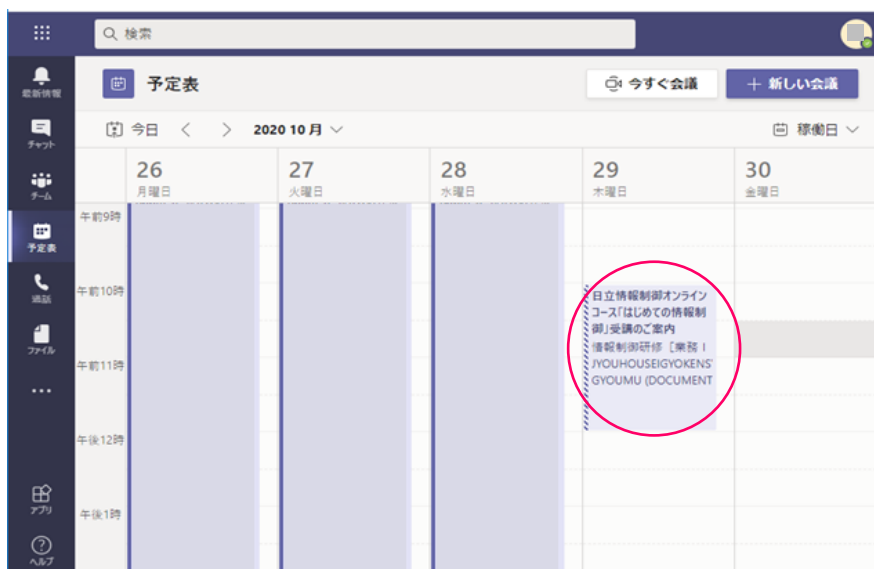 検索
最新情報
チャット
チーム
予定表
通話
ファイル
アプリ
ヘルプ
予定表
今すぐ会議
+ 新しい会議
今日
2020 10月
稼働日
26
月曜日
27
火曜日
28
水曜日
29
木曜日
30
金曜日
午前9時
午前10時
午前11時
午後12時
午後1時
日立情報制御オンライン
コース「はじめての情報制
御」受講のご案内
情報制御研修［業務 I
JYOUHOUSEIGYOKENS'
GYOUMU (DOCUMENT